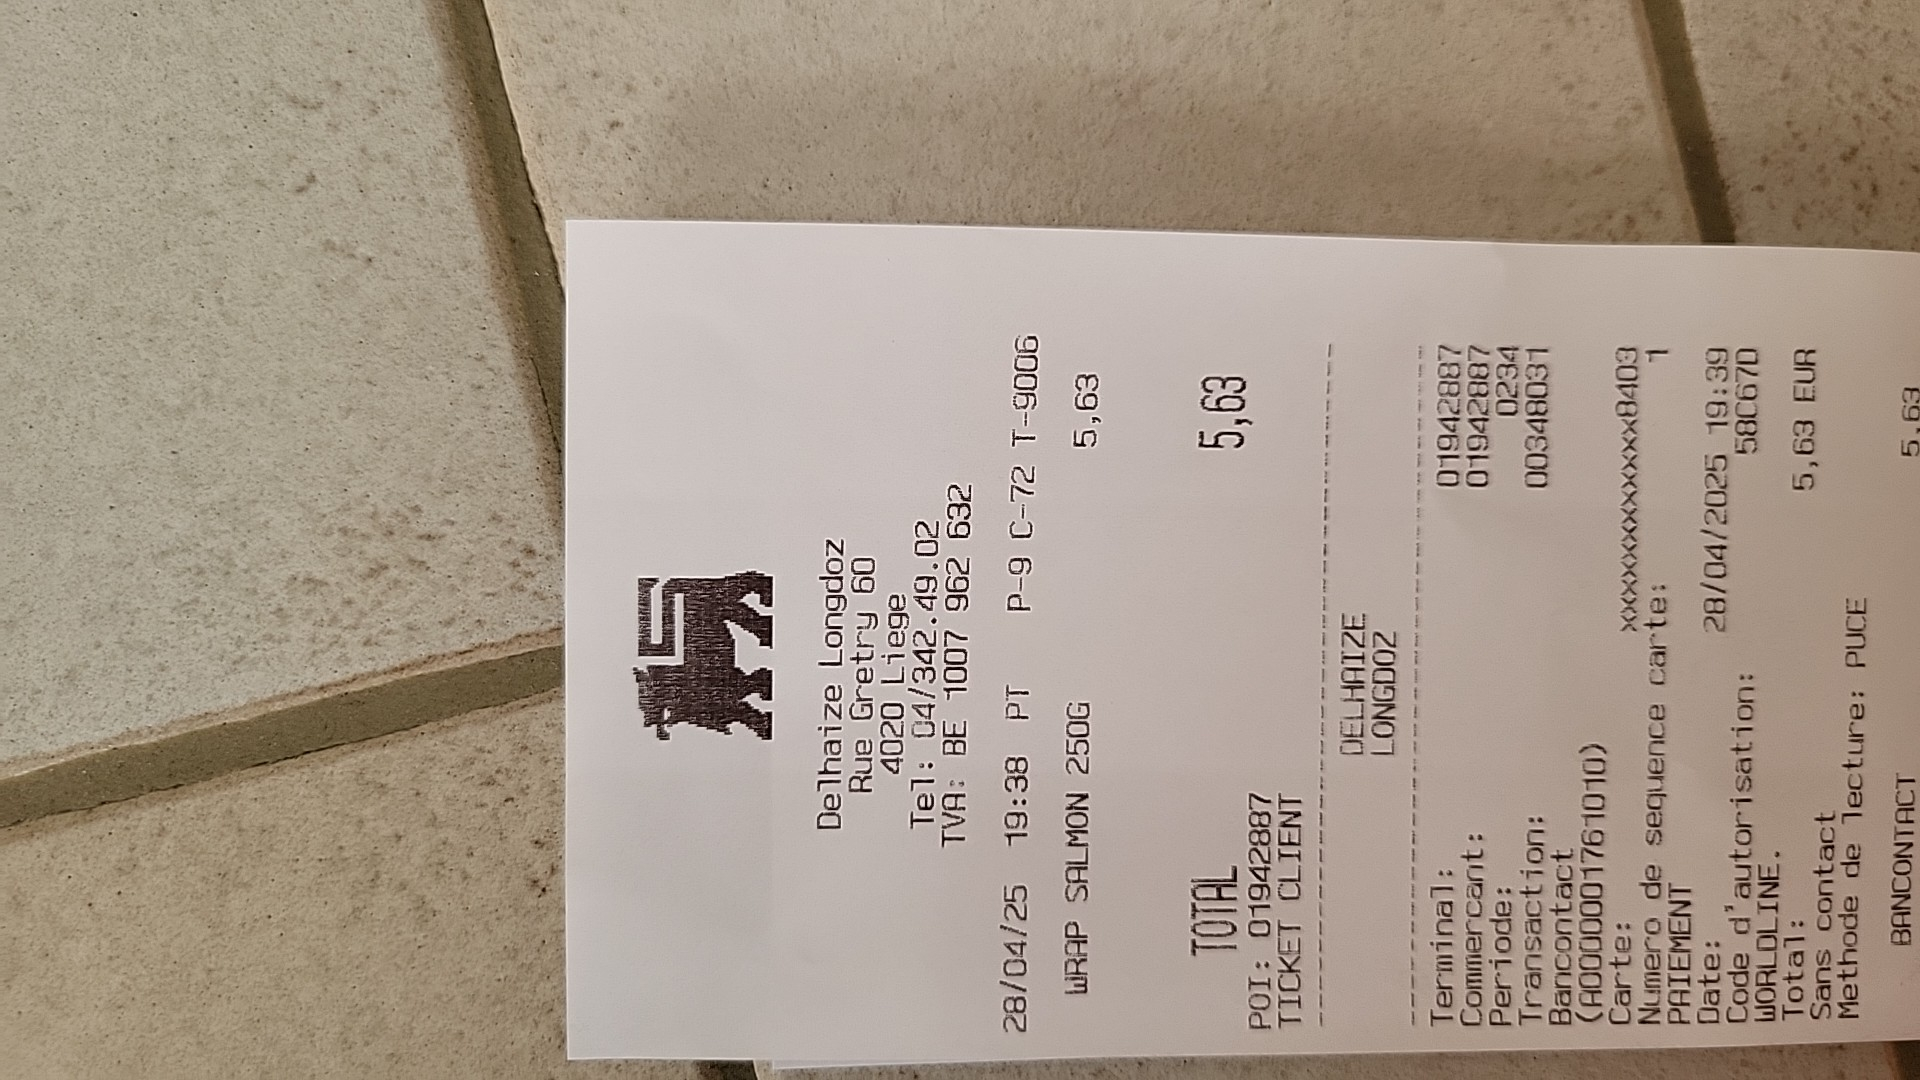 Delhaize Longdoz
Rue Gretry 60
4020 Liege
Tel: 04/342.49.02
TVA: BE 1007 962 632
28/04/25 19:38 PT P-9 C-72 T-9006
WRAP SALMON 250G 5,63
TOTAL 5,63
POI: 01942887
TICKET CLIENT
DELHAIZE
LONGDOZ
Terminal: 01942887
Commercant: 01942887
Periode: 0234
Transaction: 00348031
Bancontact
(A0000001761010)
Carte: xxxxxxxxxxxxxxx8403
Numero de sequence carte: 1
PAIEMENT
Date: 28/04/2025 19:39
Code d'autorisation: 58C67D
WORLDLINE.
Total: 5,63 EUR
Sans contact
Methode de lecture: PUCE
BANCONTACT 5,63